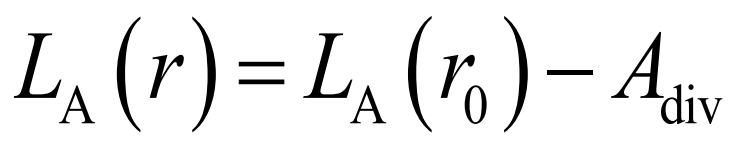 L_A(r) = L_A(r_0) − A_div